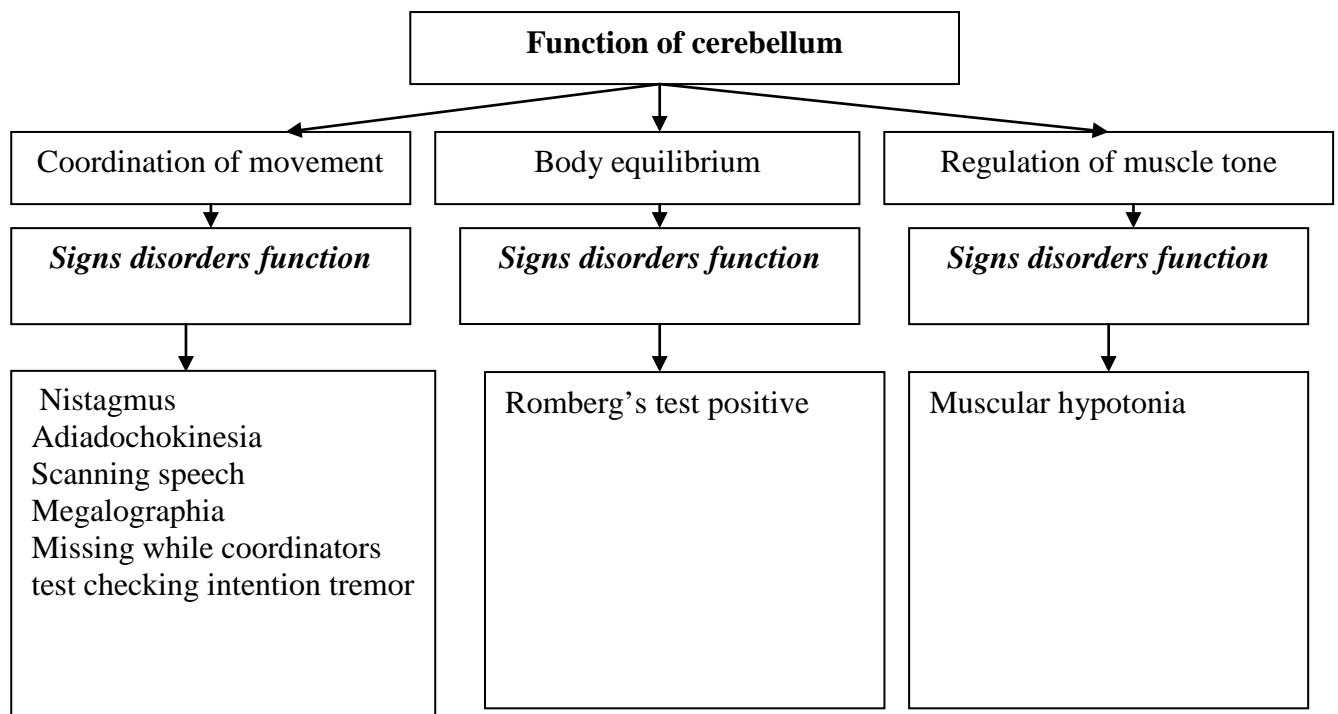 Function of cerebellum
Coordination of movement
Body equilibrium
Regulation of muscle tone
Signs disorders function
Signs disorders function
Signs disorders function
Nistagmus
Adiadochokinesia
Scanning speech
Megalographia
Missing while coordinators
test checking intention tremor
Romberg's test positive
Muscular hypotonia